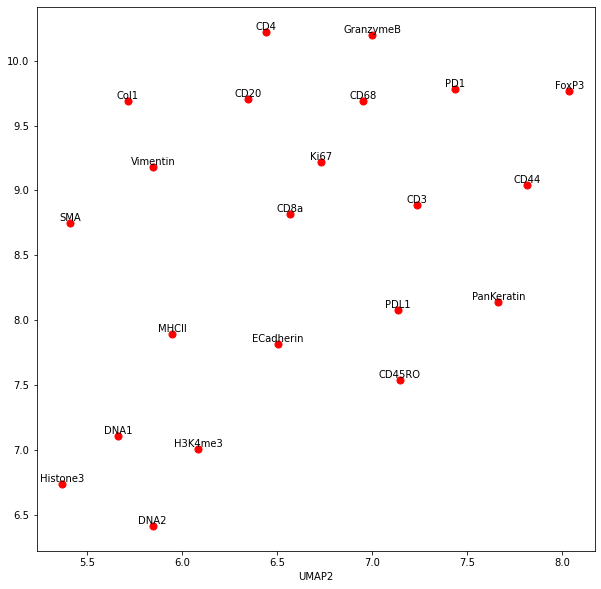 CD4
GranzymeB
10.0
PD1
FoxP3
Col1
CD20
CD68
9.5
Vimentin
Ki67
CD44
9.0
SMA
CD8a
CD3
8.5
PanKeratin
PDL1
8.0
MHCII
ECadherin
7.5
CD45RO
DNA1
H3K4me3
7.0
Histone3
6.5
DNA2
5.5 6.0 6.5 7.0 7.5 8.0
UMAP2